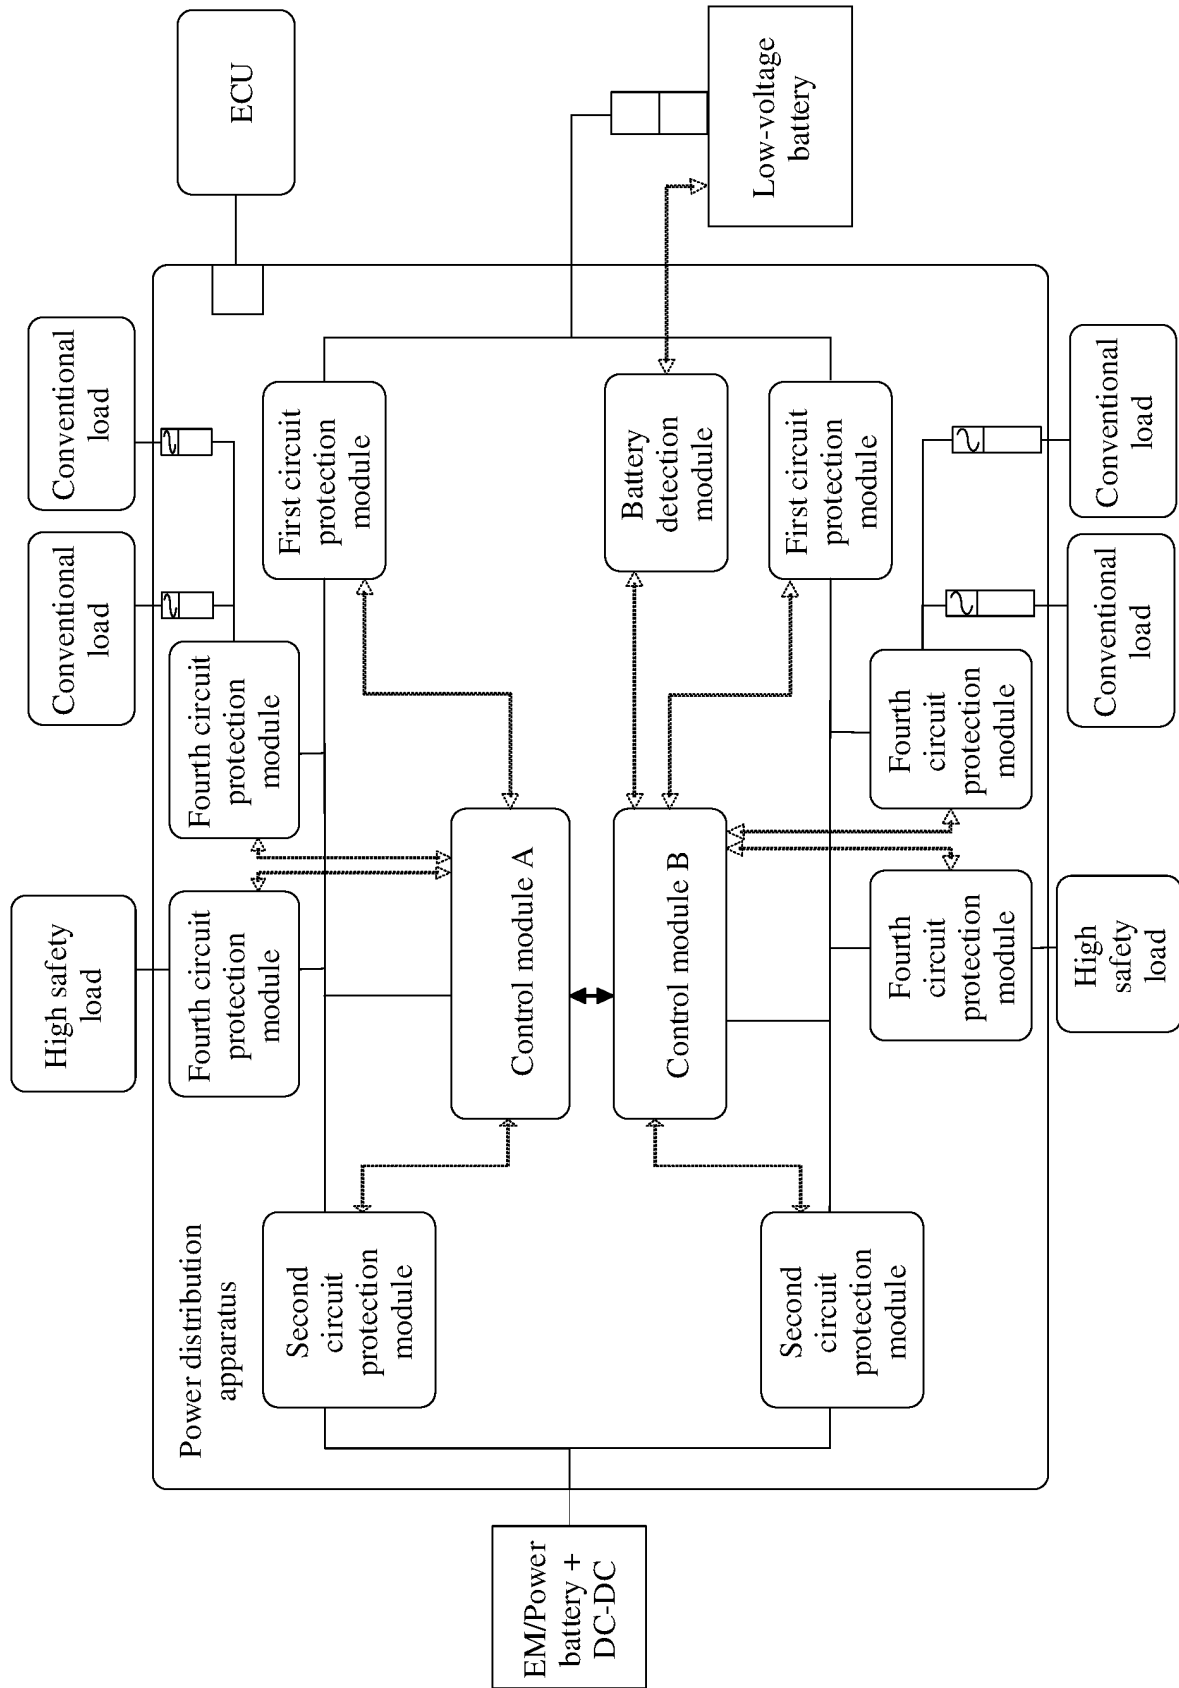 High safety
load
Conventional
load
Conventional
load
ECU
Power distribution
apparatus
Fourth circuit
protection
module
Fourth circuit
protection
module
Second
circuit
protection
module
First circuit
protection
module
Control module A
EM/Power
battery +
DC-DC
Control module B
Battery
detection
module
Low-voltage
battery
Second
circuit
protection
module
First circuit
protection
module
Fourth
circuit
protection
module
Fourth
circuit
protection
module
High
safety
load
Conventional
load
Conventional
load